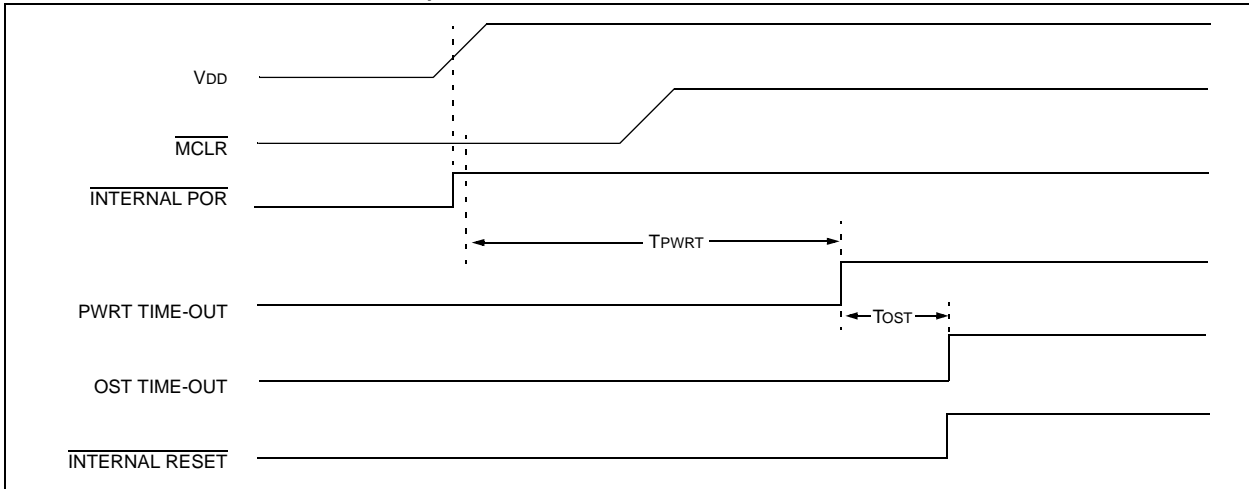 VDD
MCLR
INTERNAL POR
TPWRT
PWRT TIME-OUT
TOST
OST TIME-OUT
INTERNAL RESET